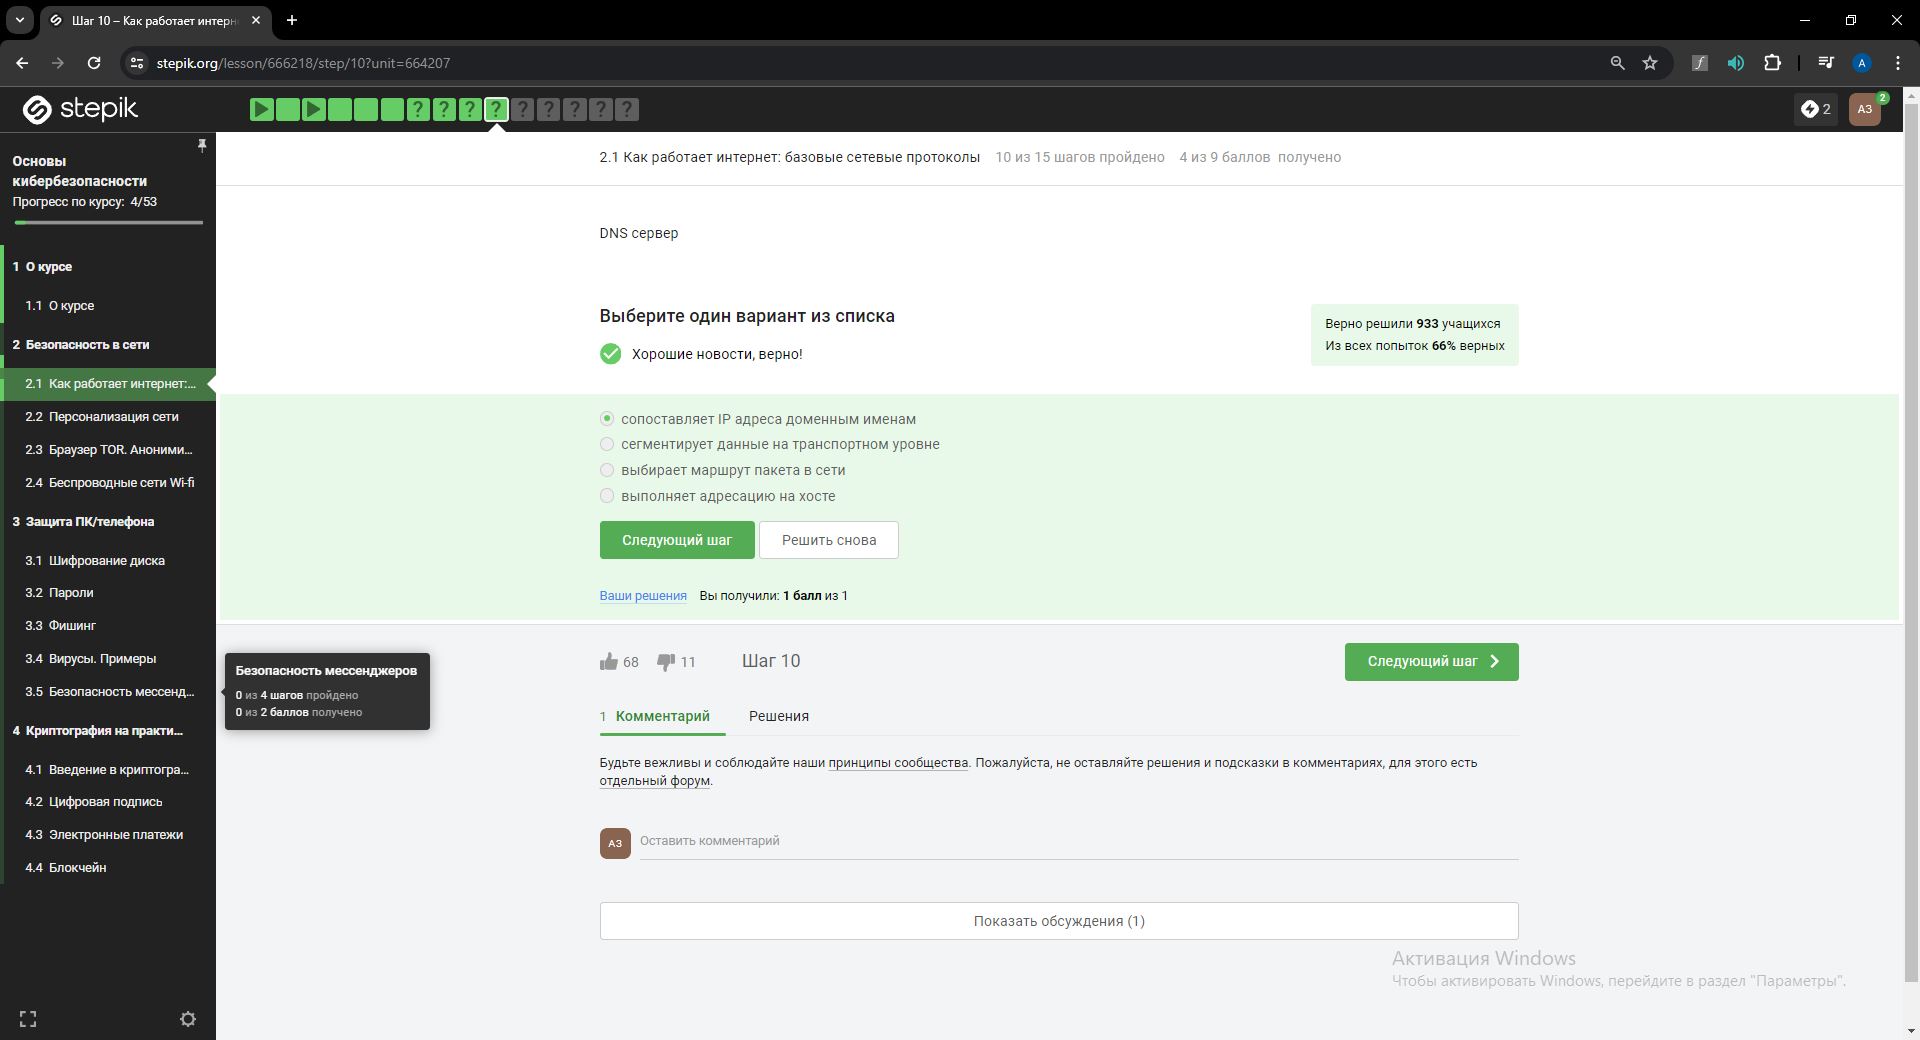 Шаг 10 – Как работает интерн
stepik.org/lesson/666218/step/10?unit=664207
A
stepik
? ? ? ? ? ? ? ? ?
2
АЗ
2
Основы
кибербезопасности
Прогресс по курсу: 4/53
1 О курсе
1.1 О курсе
2 Безопасность в сети
2.1 Как работает интернет:...
2.2 Персонализация сети
2.3 Браузер TOR. Аноними...
2.4 Беспроводные сети Wi-fi
3 Защита ПК/телефона
3.1 Шифрование диска
3.2 Пароли
3.3 Фишинг
3.4 Вирусы. Примеры
3.5 Безопасность мессенд...
4 Криптография на практи...
4.1 Введение в криптогра...
4.2 Цифровая подпись
4.3 Электронные платежи
4.4 Блокчейн
Безопасность мессенджеров
0 из 4 шагов пройдено
0 из 2 баллов получено
2.1 Как работает интернет: базовые сетевые протоколы 10 из 15 шагов пройдено 4 из 9 баллов получено
DNS сервер
Выберите один вариант из списка
Хорошие новости, верно!
Верно решили 933 учащихся
Из всех попыток 66% верных
сопоставляет IP адреса доменным именам
сегментирует данные на транспортном уровне
выбирает маршрут пакета в сети
выполняет адресацию на хосте
Следующий шаг
Решить снова
Ваши решения Вы получили: 1 балл из 1
68 11 Шаг 10
Следующий шаг
1 Комментарий Решения
Будьте вежливы и соблюдайте наши принципы сообщества. Пожалуйста, не оставляйте решения и подсказки в комментариях, для этого есть
отдельный форум.
АЗ
Оставить комментарий
Показать обсуждения (1)
Активация Windows
Чтобы активировать Windows, перейдите в раздел "Параметры".